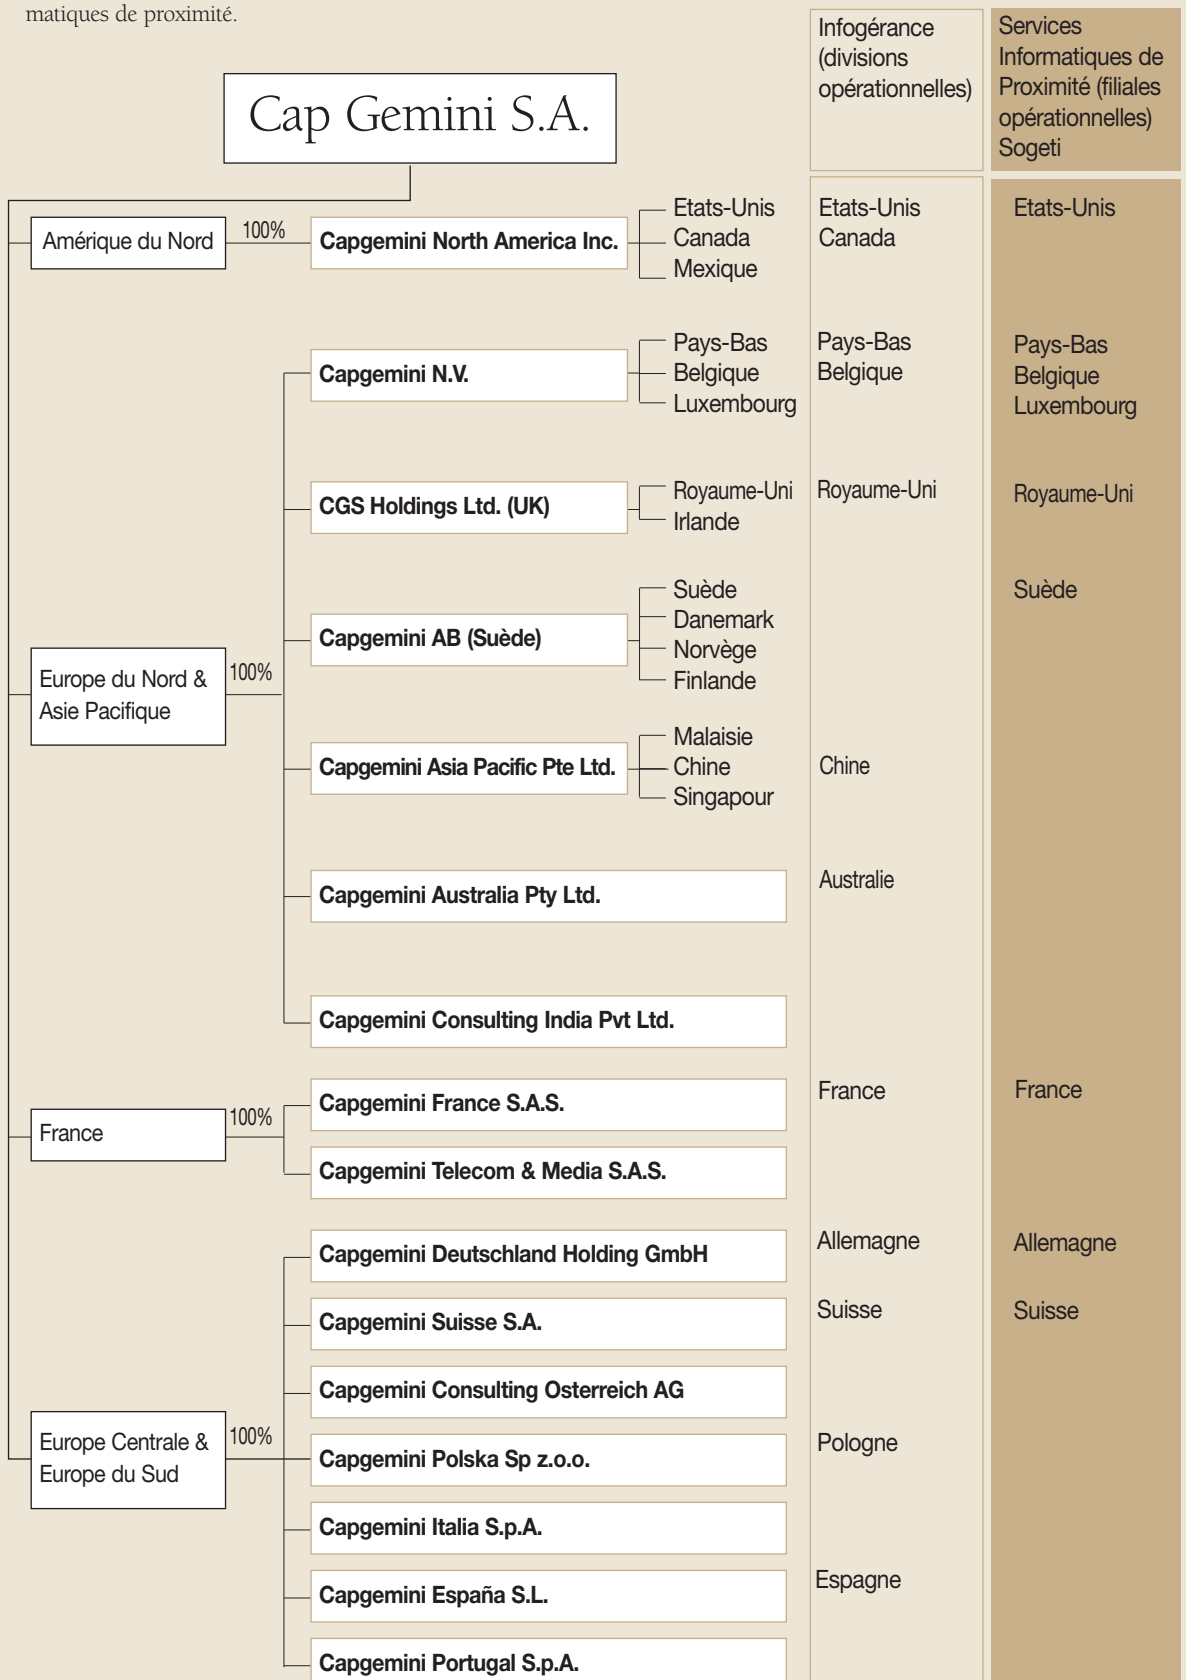 matiques de proximité.
Infogérance
(divisions
opérationnelles)
Services
Informatiques de
Proximité (filiales
opérationnelles)
Sogeti
Cap Gemini S.A.
Amérique du Nord
100%
Capgemini North America Inc.
Etats-Unis
Canada
Mexique
Etats-Unis
Canada
Etats-Unis
Europe du Nord &
Asie Pacifique
100%
Capgemini N.V.
Pays-Bas
Belgique
Luxembourg
Pays-Bas
Belgique
Pays-Bas
Belgique
Luxembourg
CGS Holdings Ltd. (UK)
Royaume-Uni
Irlande
Royaume-Uni
Royaume-Uni
Capgemini AB (Suède)
Suède
Danemark
Norvège
Finlande
Suède
Capgemini Asia Pacific Pte Ltd.
Malaisie
Chine
Singapour
Chine
Capgemini Australia Pty Ltd.
Australie
Capgemini Consulting India Pvt Ltd.
France
100%
Capgemini France S.A.S.
France
France
Capgemini Telecom & Media S.A.S.
Europe Centrale &
Europe du Sud
100%
Capgemini Deutschland Holding GmbH
Allemagne
Allemagne
Capgemini Suisse S.A.
Suisse
Suisse
Capgemini Consulting Osterreich AG
Capgemini Polska Sp z.o.o.
Pologne
Capgemini Italia S.p.A.
Capgemini España S.L.
Espagne
Capgemini Portugal S.p.A.